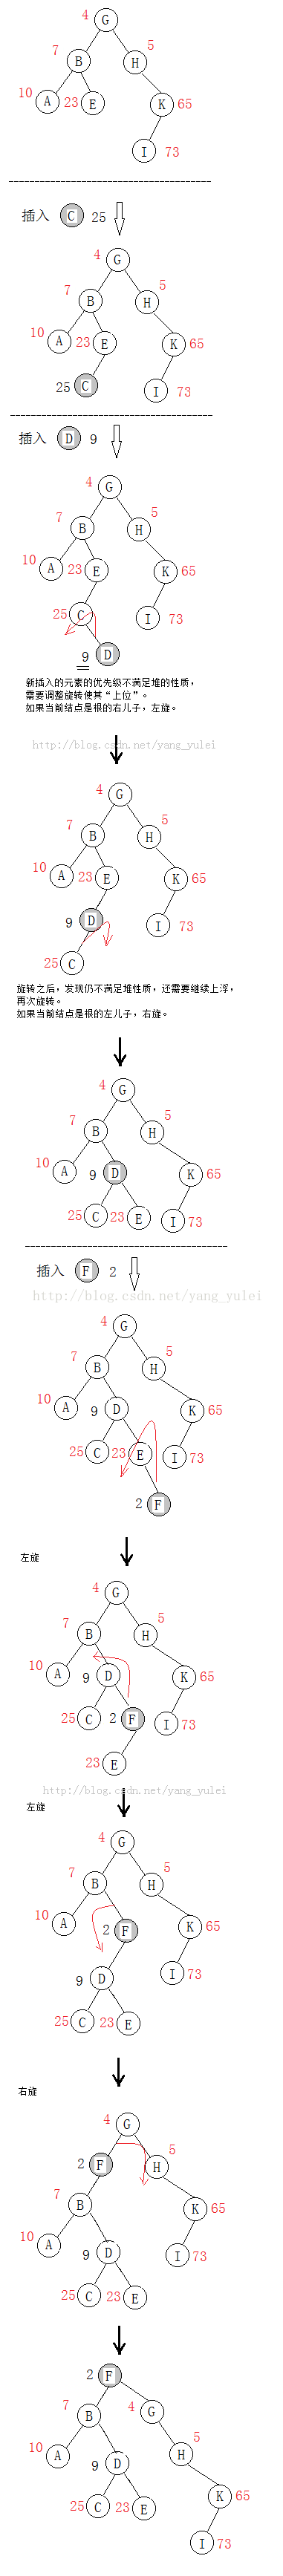 4 G
7 5
B H
10 A 23 E K 65
I 73
插入 C 25
4 G
7 5
B H
10 A 23 E K 65
25 C I 73
插入 D 9
4 G
7 5
B H
10 A 23 E K 65
25 C I 73
9 D
新插入的元素的优先级不满足堆的性质，
需要调整旋转使其“上位”。
如果当前结点是根的右儿子，左旋。
http://blog.csdn.net/yang_yulei
4 G
7 5
B H
10 A 23 E K 65
9 D I 73
25 C
旋转之后，发现仍不满足堆性质，还需要继续上浮，
再次旋转。
如果当前结点是根的左儿子，右旋。
4 G
7 5
B H
10 A 9 D K 65
25 C 23 E I 73
插入 F 2
http://blog.csdn.net/yang_yulei
4 G
7 5
B H
10 A 9 D K 65
25 C 23 E I 73
2 F
左旋
4 G
7 5
B H
10 A 9 D K 65
25 C 2 F I 73
23 E
http://blog.csdn.net/yang_yulei
左旋
4 G
7 5
B H
10 A 2 F K 65
9 D I 73
25 C 23 E
右旋
4 G
5
2 F H
7 B K 65
10 A 9 D I 73
25 C 23 E
2 F
7 4
B G
5
10 A H
9 D K 65
25 C 23 E I 73